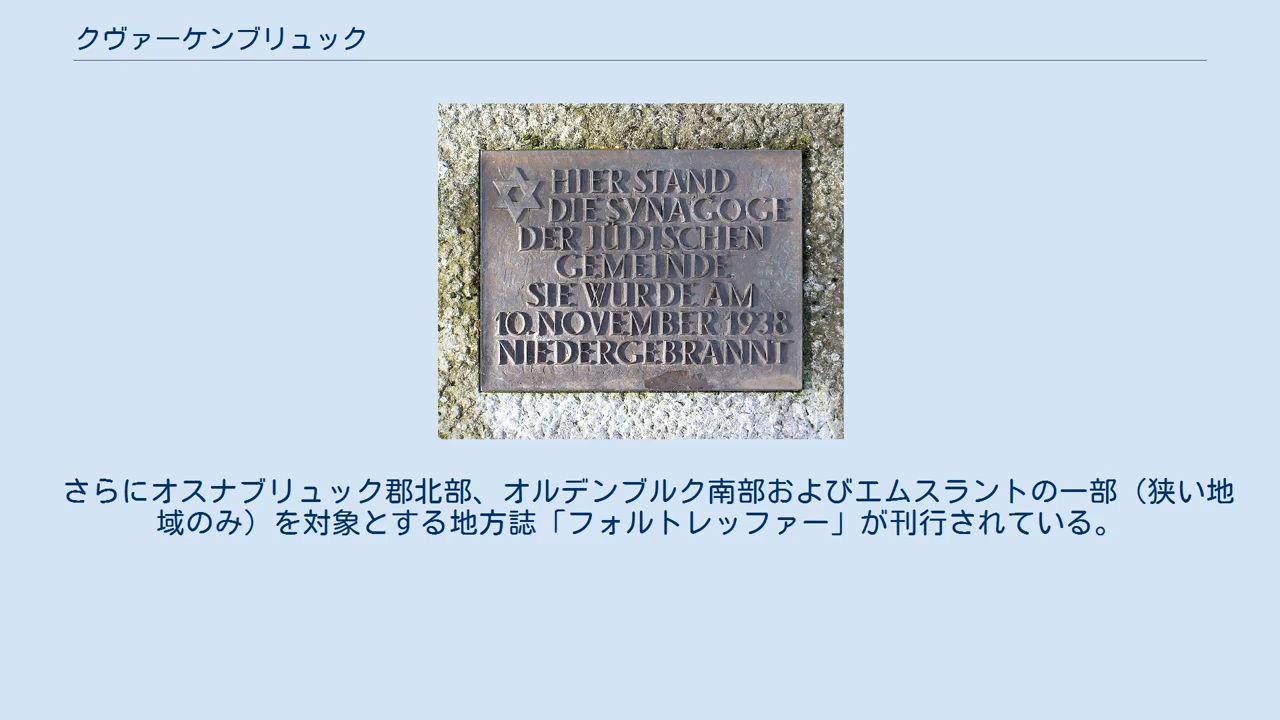 クヴァーケンブリュック
HIER STAND
DIE SYNAGOGE
DER JÜDISCHEN
GEMEINDE
SIE WURDE AM
10. NOVEMBER 1938
NIEDERGEBRANNT
さらにオスナブリュック郡北部、オルデンブルク南部およびエムスラントの一部（狭い地
域のみ）を対象とする地方誌「フォルトレッファー」が刊行されている。